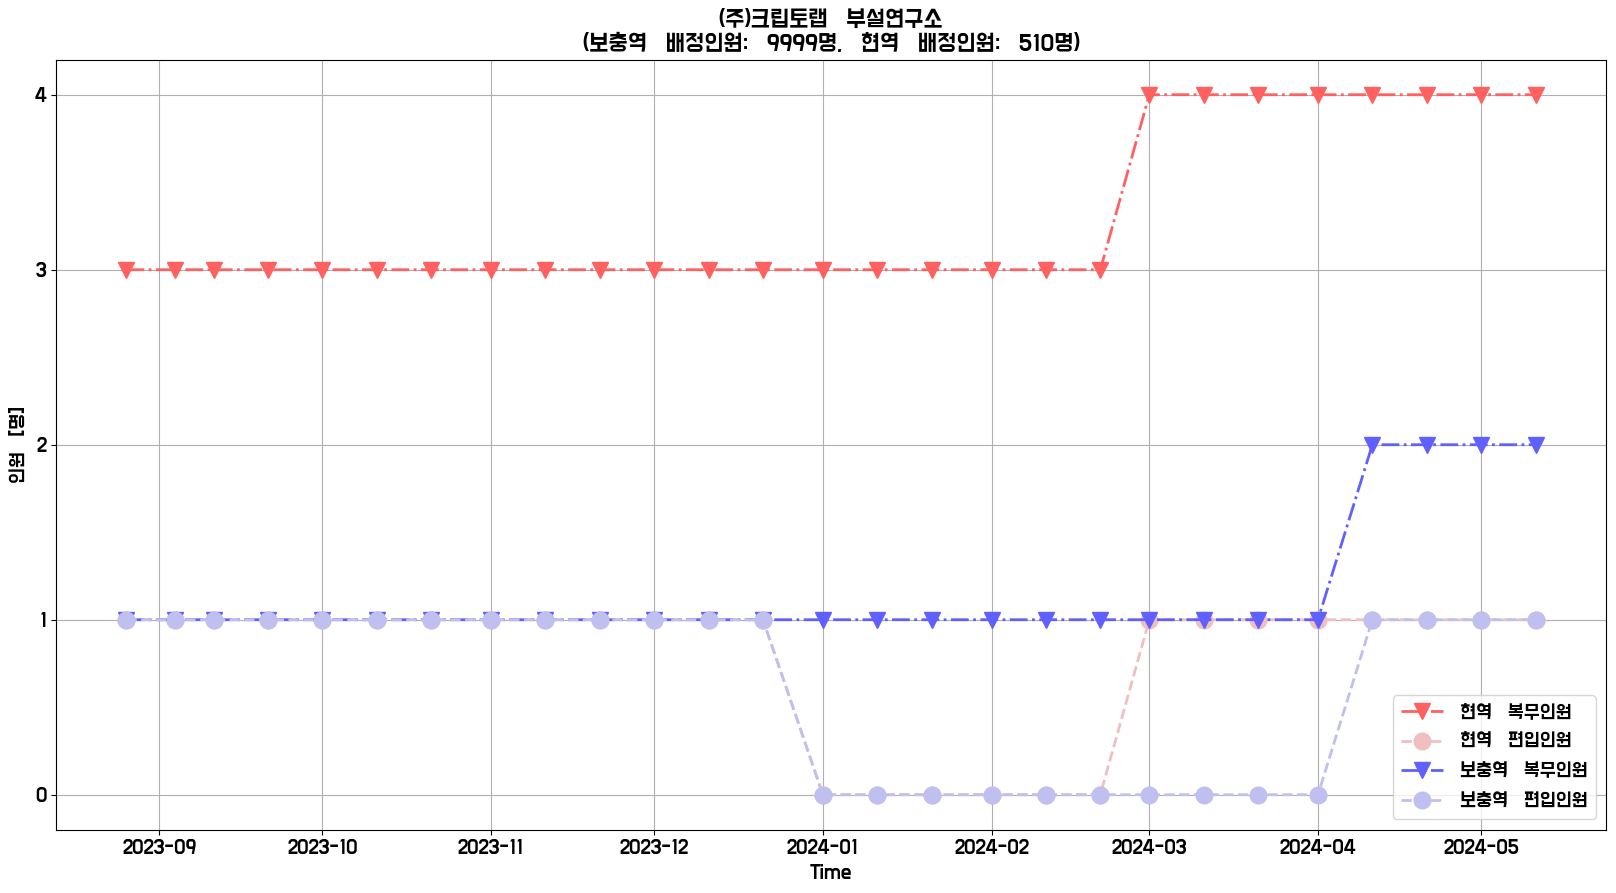 (주)크립토랩 부설연구소
(보충역 배정인원: 9999명, 현역 배정인원: 510명)
인원 [명]
4
3
2
1
0
2023-09 2023-10 2023-11 2023-12 2024-01 2024-02 2024-03 2024-04 2024-05
Time
현역 복무인원
현역 편입인원
보충역 복무인원
보충역 편입인원